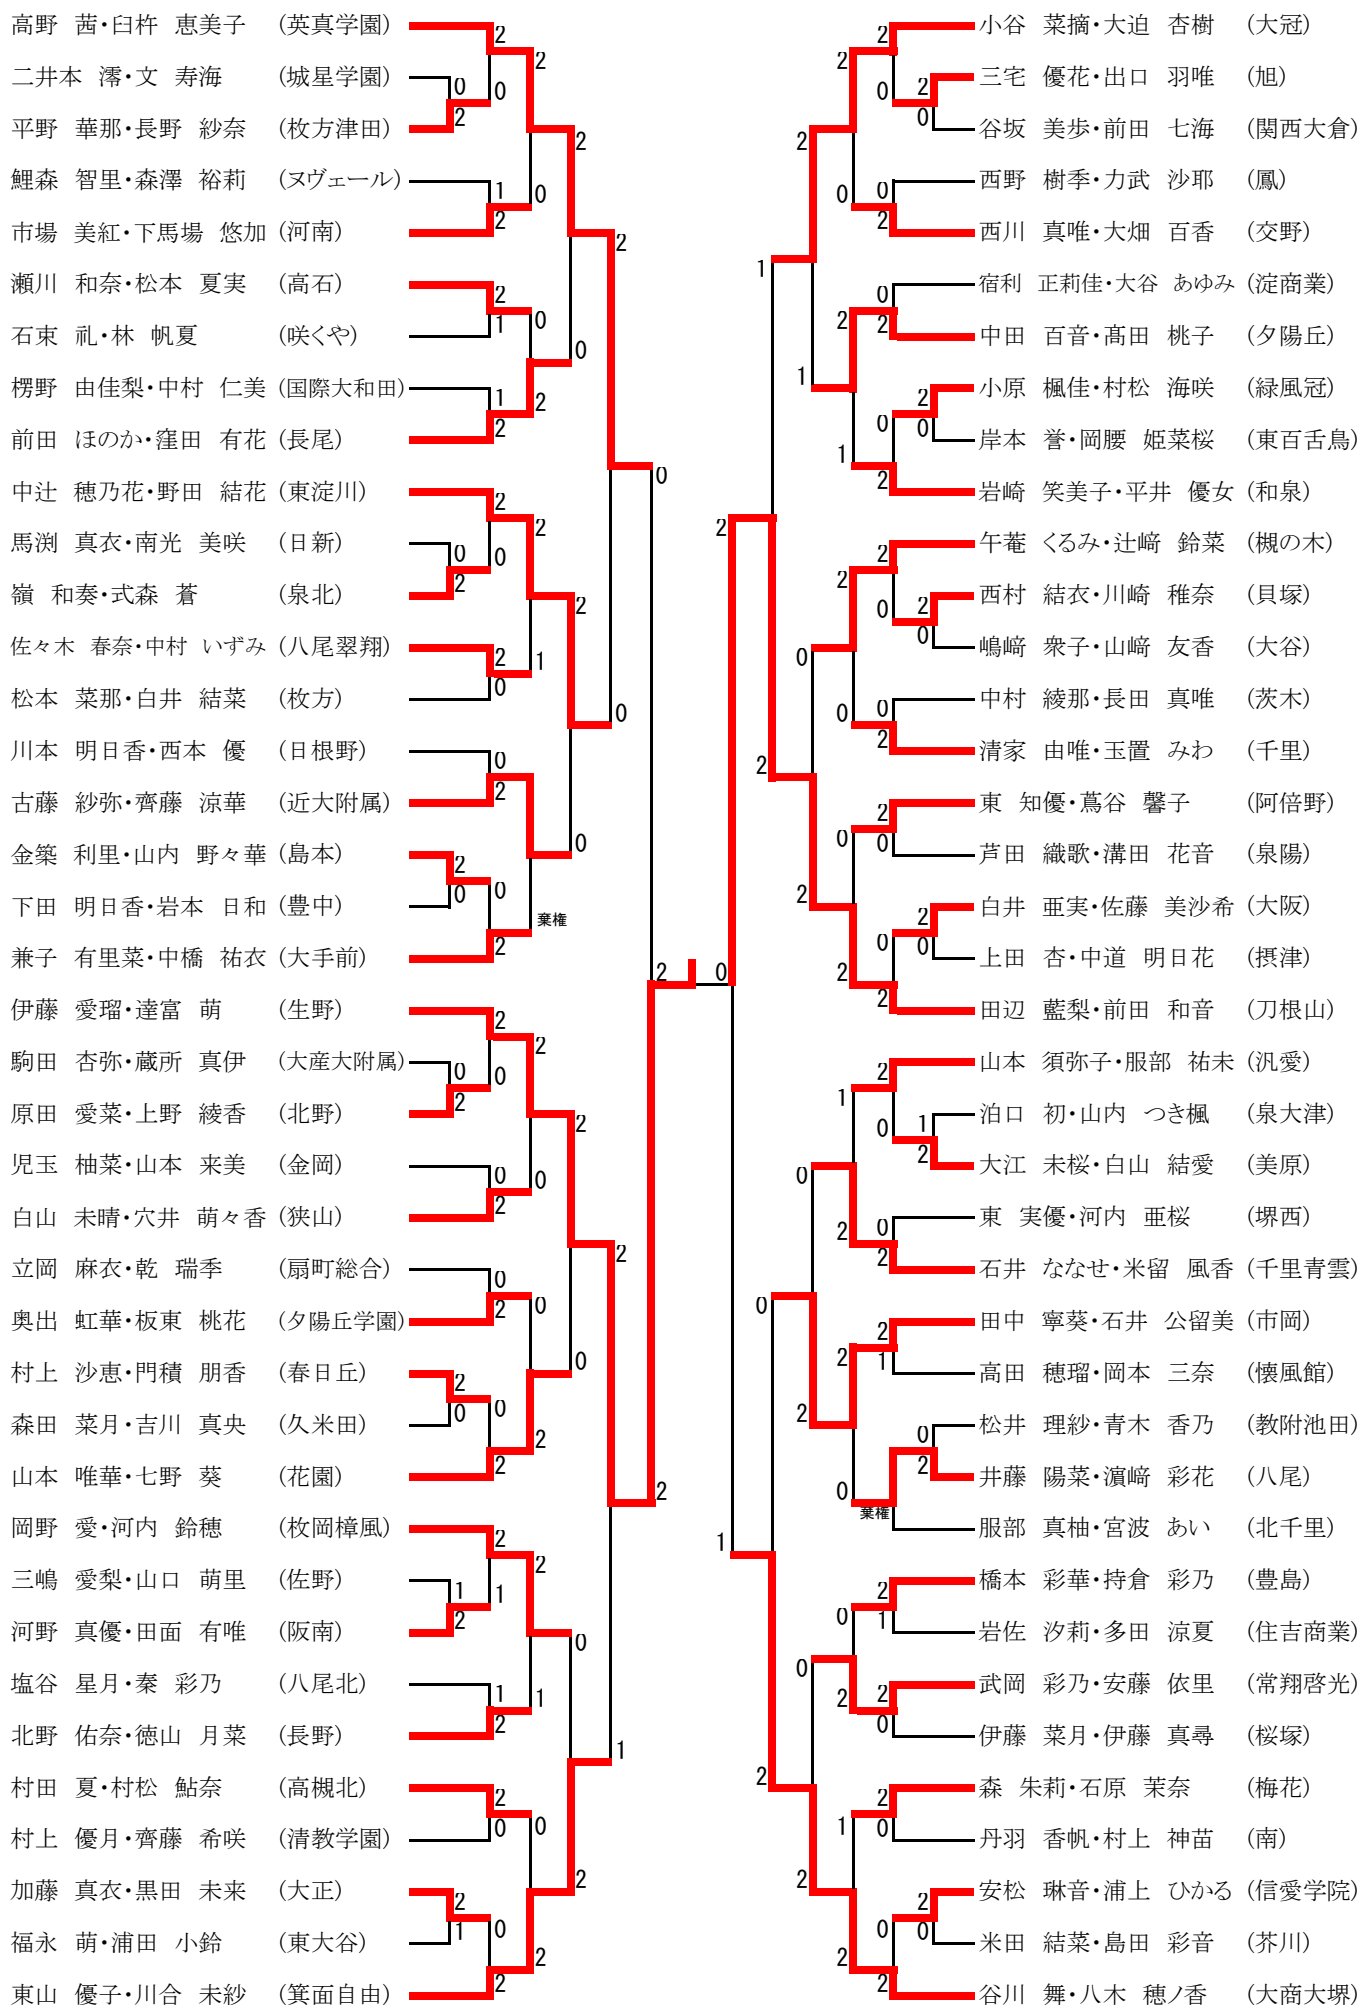 高野 茜・臼杵 恵美子 (英真学園)
二井本 澪・文 寿海 (城星学園)
平野 華那・長野 紗奈 (枚方津田)
鯉森 智里・森澤 裕莉 (ヌヴェール)
市場 美紅・下馬場 悠加 (河南)
瀬川 和奈・松本 夏実 (高石)
石束 礼・林 帆夏 (咲くや)
楞野 由佳梨・中村 仁美 (国際大和田)
前田 ほのか・窪田 有花 (長尾)
中辻 穂乃花・野田 結花 (東淀川)
馬渕 真衣・南光 美咲 (日新)
嶺 和奏・式森 蒼 (泉北)
佐々木 春奈・中村 いずみ (八尾翠翔)
松本 菜那・白井 結菜 (枚方)
川本 明日香・西本 優 (日根野)
古藤 紗弥・齊藤 涼華 (近大附属)
金築 利里・山内 野々華 (島本)
下田 明日香・岩本 日和 (豊中)
棄権
兼子 有里菜・中橋 祐衣 (大手前)
伊藤 愛瑠・達富 萌 (生野)
駒田 杏弥・蔵所 真伊 (大産大附属)
原田 愛菜・上野 綾香 (北野)
児玉 柚菜・山本 来美 (金岡)
白山 未晴・穴井 萌々香 (狭山)
立岡 麻衣・乾 瑞季 (扇町総合)
奥出 虹華・板東 桃花 (夕陽丘学園)
村上 沙恵・門積 朋香 (春日丘)
森田 菜月・吉川 真央 (久米田)
山本 唯華・七野 葵 (花園)
岡野 愛・河内 鈴穂 (枚岡樟風)
三嶋 愛梨・山口 萌里 (佐野)
河野 真優・田面 有唯 (阪南)
塩谷 星月・秦 彩乃 (八尾北)
北野 佑奈・徳山 月菜 (長野)
村田 夏・村松 鮎奈 (高槻北)
村上 優月・齊藤 希咲 (清教学園)
加藤 真衣・黒田 未来 (大正)
福永 萌・浦田 小鈴 (東大谷)
東山 優子・川合 未紗 (箕面自由)
小谷 菜摘・大迫 杏樹 (大冠)
三宅 優花・出口 羽唯 (旭)
谷坂 美歩・前田 七海 (関西大倉)
西野 樹季・力武 沙耶 (鳳)
西川 真唯・大畑 百香 (交野)
宿利 正莉佳・大谷 あゆみ (淀商業)
中田 百音・髙田 桃子 (夕陽丘)
小原 楓佳・村松 海咲 (緑風冠)
岸本 誉・岡腰 姫菜桜 (東百舌鳥)
岩崎 笑美子・平井 優女 (和泉)
午菴 くるみ・辻﨑 鈴菜 (槻の木)
西村 結衣・川崎 稚奈 (貝塚)
嶋﨑 衆子・山﨑 友香 (大谷)
中村 綾那・長田 真唯 (茨木)
清家 由唯・玉置 みわ (千里)
東 知優・蔦谷 馨子 (阿倍野)
芦田 織歌・溝田 花音 (泉陽)
白井 亜実・佐藤 美沙希 (大阪)
上田 杏・中道 明日花 (摂津)
田辺 藍梨・前田 和音 (刀根山)
山本 須弥子・服部 祐未 (汎愛)
泊口 初・山内 つき楓 (泉大津)
大江 未桜・白山 結愛 (美原)
東 実優・河内 亜桜 (堺西)
石井 ななせ・米留 風香 (千里青雲)
田中 寧葵・石井 公留美 (市岡)
高田 穂瑠・岡本 三奈 (懐風館)
松井 理紗・青木 香乃 (教附池田)
井藤 陽菜・濵﨑 彩花 (八尾)
棄権
服部 真柚・宮波 あい (北千里)
橋本 彩華・持倉 彩乃 (豊島)
岩佐 汐莉・多田 涼夏 (住吉商業)
武岡 彩乃・安藤 依里 (常翔啓光)
伊藤 菜月・伊藤 真尋 (桜塚)
森 朱莉・石原 茉奈 (梅花)
丹羽 香帆・村上 神苗 (南)
安松 琳音・浦上 ひかる (信愛学院)
米田 結菜・島田 彩音 (芥川)
谷川 舞・八木 穂ノ香 (大商大堺)